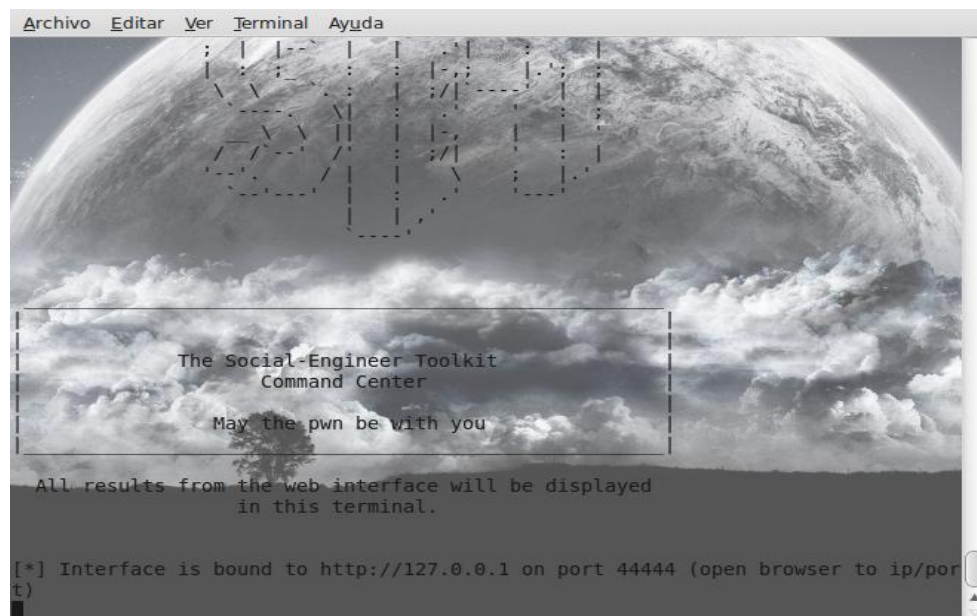 Archivo Editar Ver Terminal Ayuda
The Social-Engineer Toolkit
Command Center
May the pwn be with you
All results from the web interface will be displayed
in this terminal.
[*] Interface is bound to http://127.0.0.1 on port 44444 (open browser to ip/por
t)